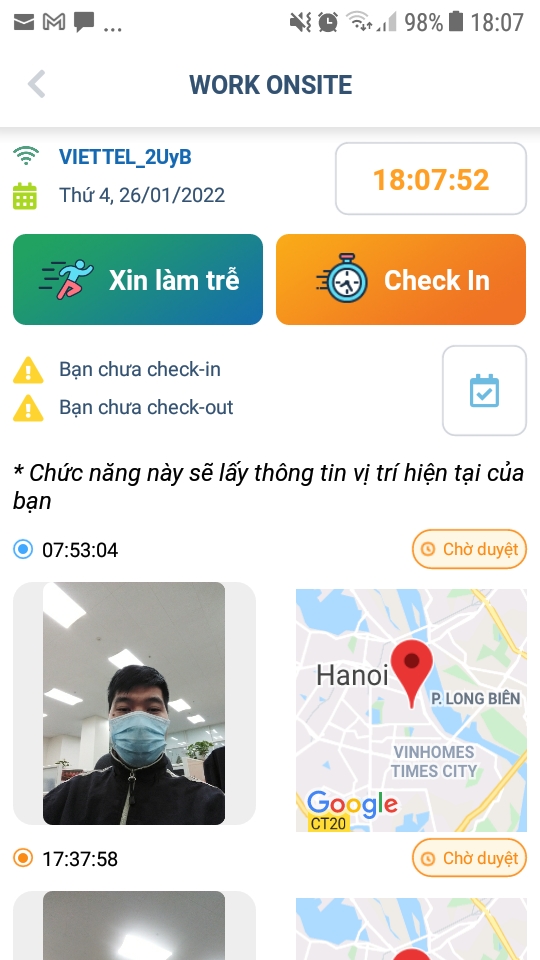 ... 98% 18:07
WORK ONSITE
VIETTEL_2UyB
Thứ 4, 26/01/2022
18:07:52
Xin làm trễ
Check In
Bạn chưa check-in
Bạn chưa check-out
* Chức năng này sẽ lấy thông tin vị trí hiện tại của
bạn
07:53:04
Chờ duyệt
Hanoi
P. LONG BIÊN
VINHOMES
TIMES CITY
Google
CT20
17:37:58
Chờ duyệt